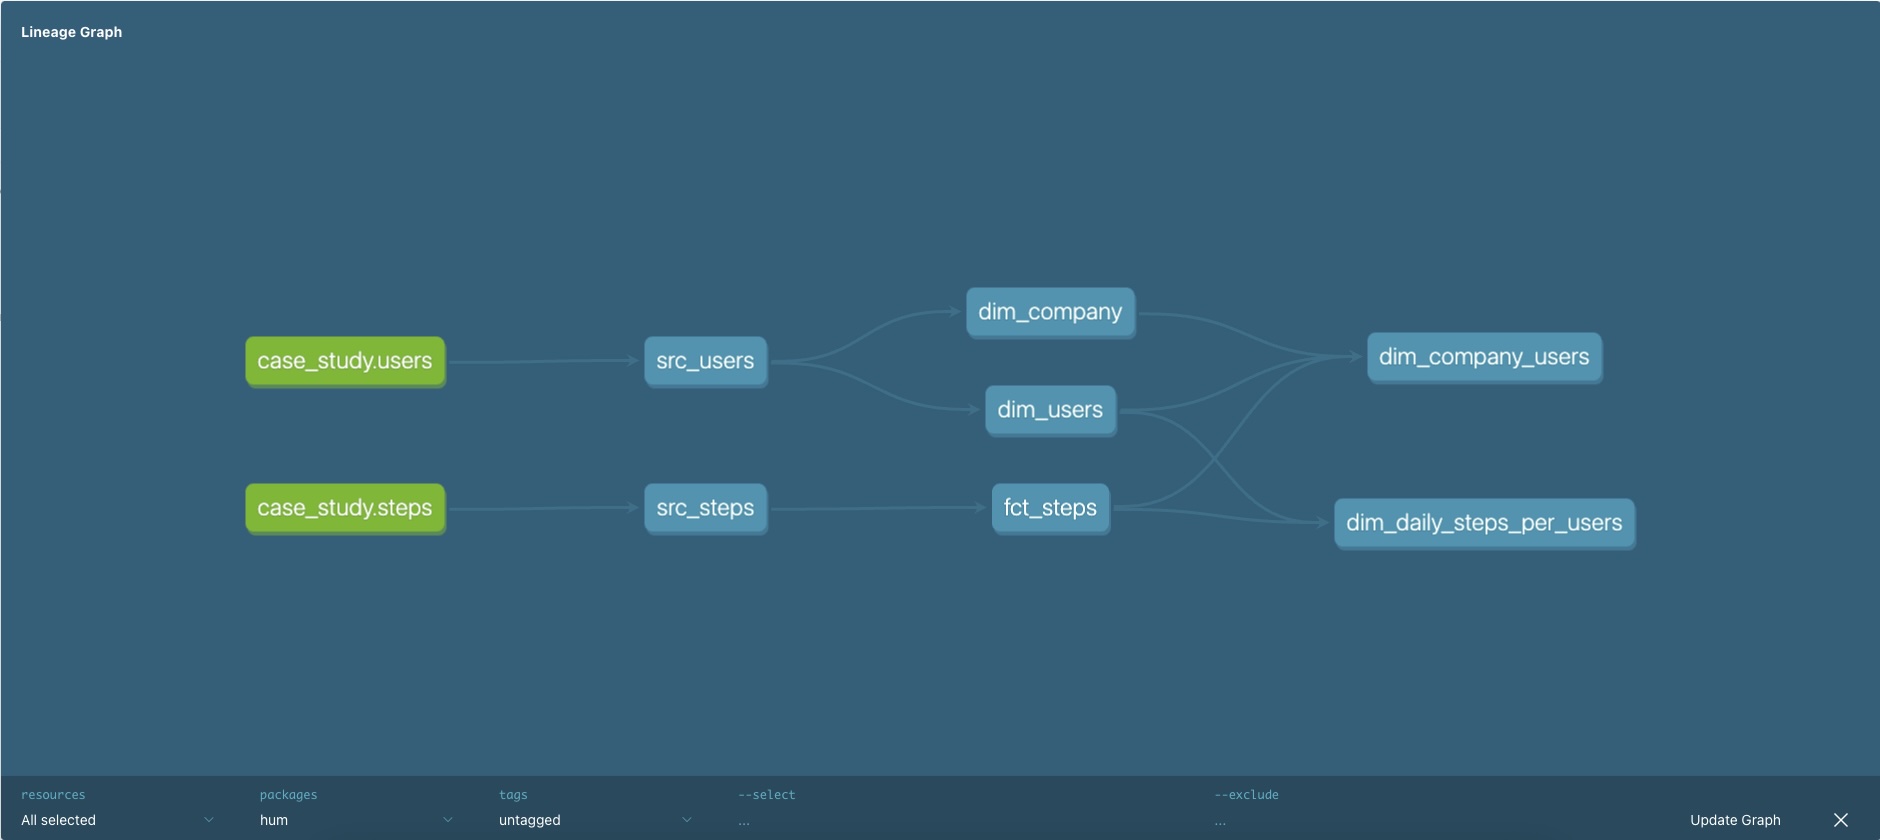 Lineage Graph
dim_company
case_study.users
src_users
dim_company_users
dim_users
case_study.steps
src_steps
fct_steps
dim_daily_steps_per_users
resources
packages
tags
--select
--exclude
All selected
hum
untagged
...
...
Update Graph